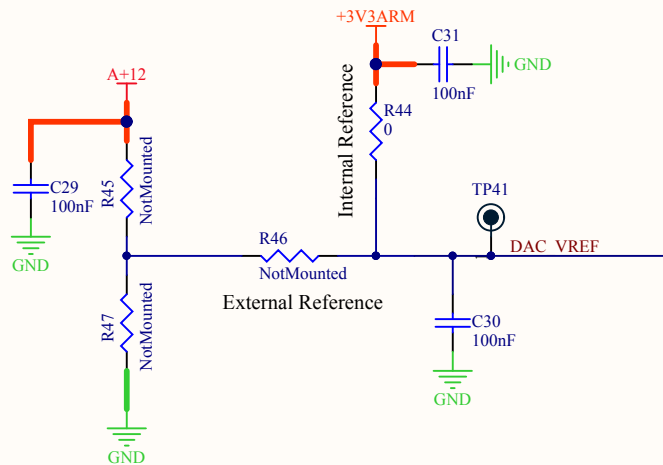 +3V3ARM
C31
GND
100nF
A+12
R44
0
Internal Reference
C29
100nF
R45
NotMounted
TP41
GND
R46
NotMounted
DAC_VREF
External Reference
R47
NotMounted
C30
100nF
GND
GND